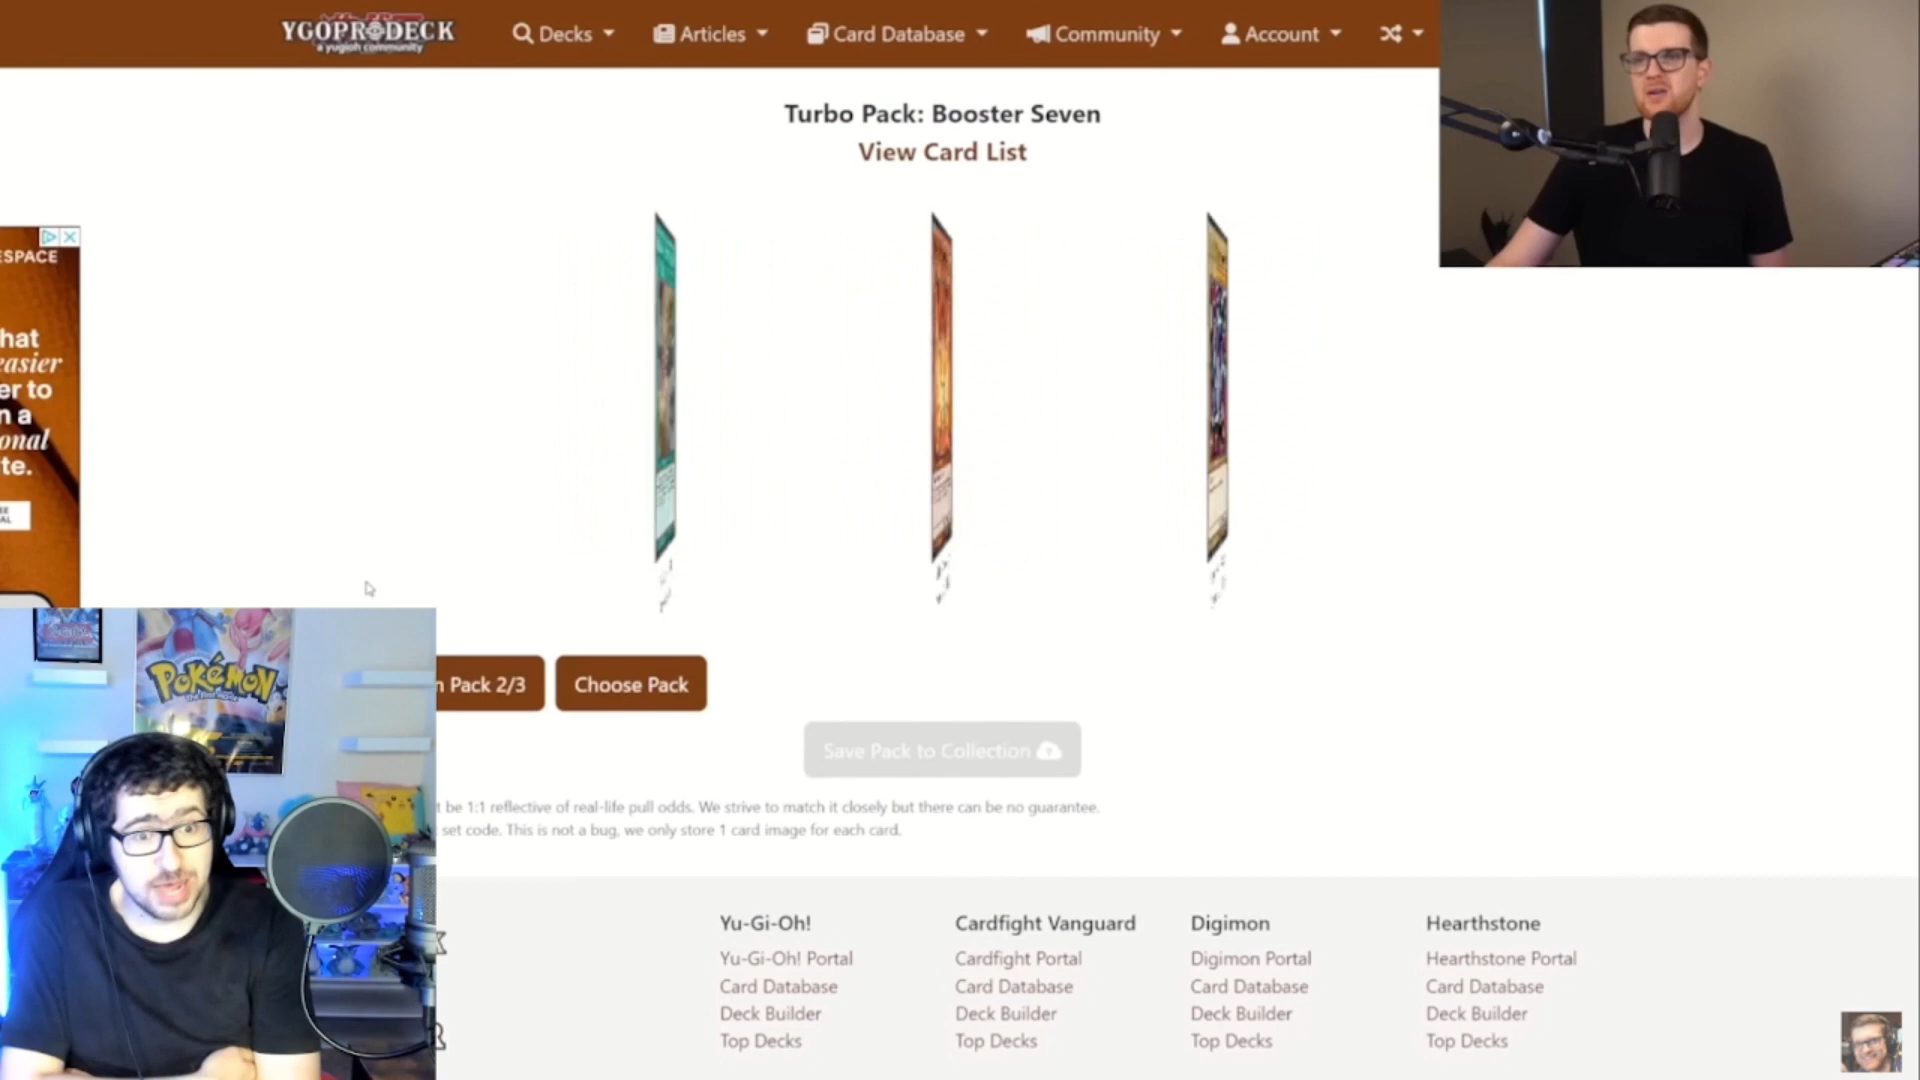 YGOPRODECK
a yugioh community
Decks
Articles
Card Database
Community
Account
Turbo Pack: Booster Seven
View Card List
ESPACE
hat
easier
er to
n a
onal
te.
AL
n Pack 2/3
Choose Pack
Save Pack to Collection
t be 1:1 reflective of real-life pull odds. We strive to match it closely but there can be no guarantee.
set code. This is not a bug, we only store 1 card image for each card.
POKÉMON
Yu-Gi-Oh!
Yu-Gi-Oh! Portal
Card Database
Deck Builder
Top Decks
Cardfight Vanguard
Cardfight Portal
Card Database
Deck Builder
Top Decks
Digimon
Digimon Portal
Card Database
Deck Builder
Top Decks
Hearthstone
Hearthstone Portal
Card Database
Deck Builder
Top Decks